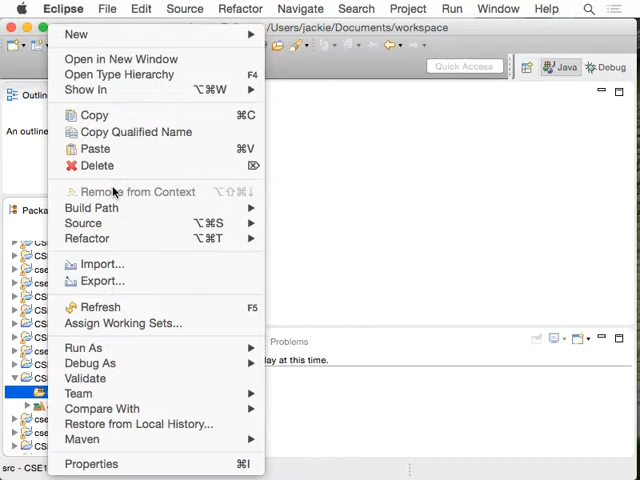 Eclipse File Edit Source Refactor Navigate Search Project Run Window Help
/Users/jackie/Documents/workspace
Quick Access Java Debug
Outlin
An outline
day at this time.
Problems
Packa
New
Open in New Window
Open Type Hierarchy F4
Show In ⌥⌘W
Copy ⌘C
Copy Qualified Name
Paste ⌘V
Delete ⌦
Remove from Context ⌥⇧⌘↓
Build Path
Source ⌥⌘S
Refactor ⌥⌘T
Import...
Export...
Refresh F5
Assign Working Sets...
Run As
Debug As
Validate
Team
Compare With
Restore from Local History...
Maven
Properties ⌘I
src - CSE1